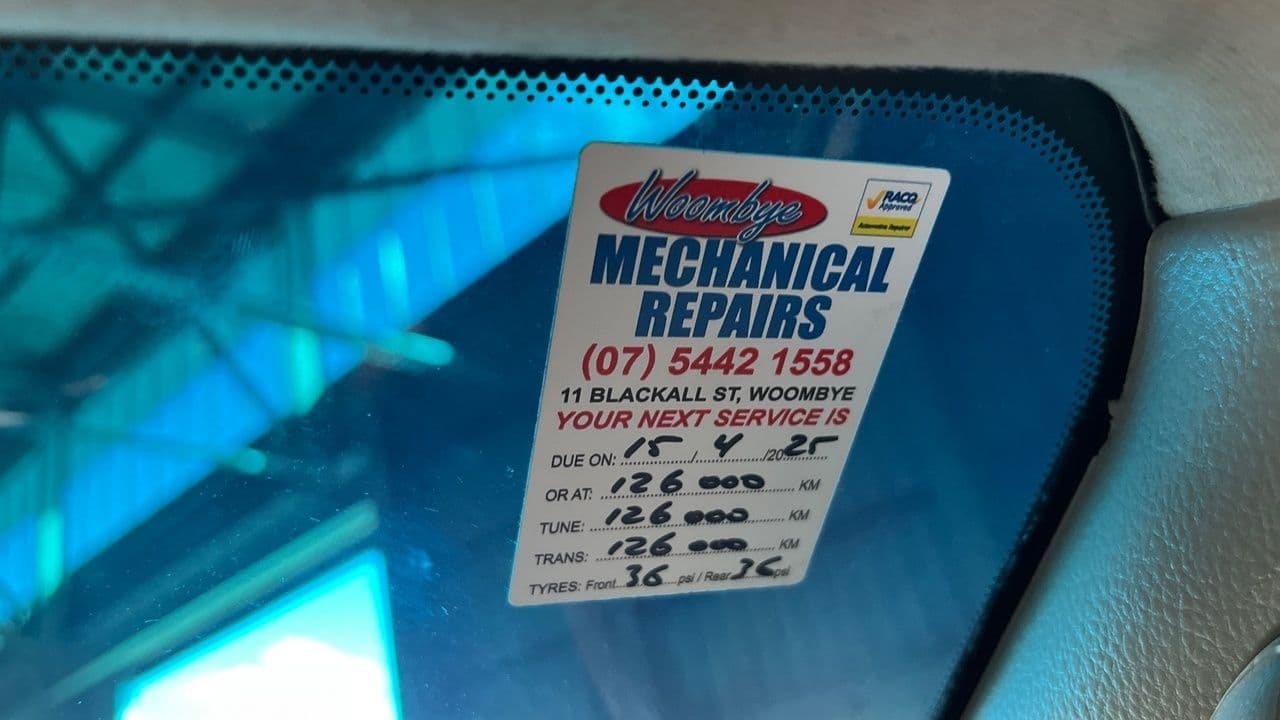 Woombye
RACQ
Approved
Automotive Repairer
MECHANICAL
REPAIRS
(07) 5442 1558
11 BLACKALL ST, WOOMBYE
YOUR NEXT SERVICE IS
DUE ON: 15 / 4 /2025
OR AT: 126 000 KM
TUNE: 126 000 KM
TRANS: 126 000 KM
TYRES: Front 36 psi / Rear 36 psi